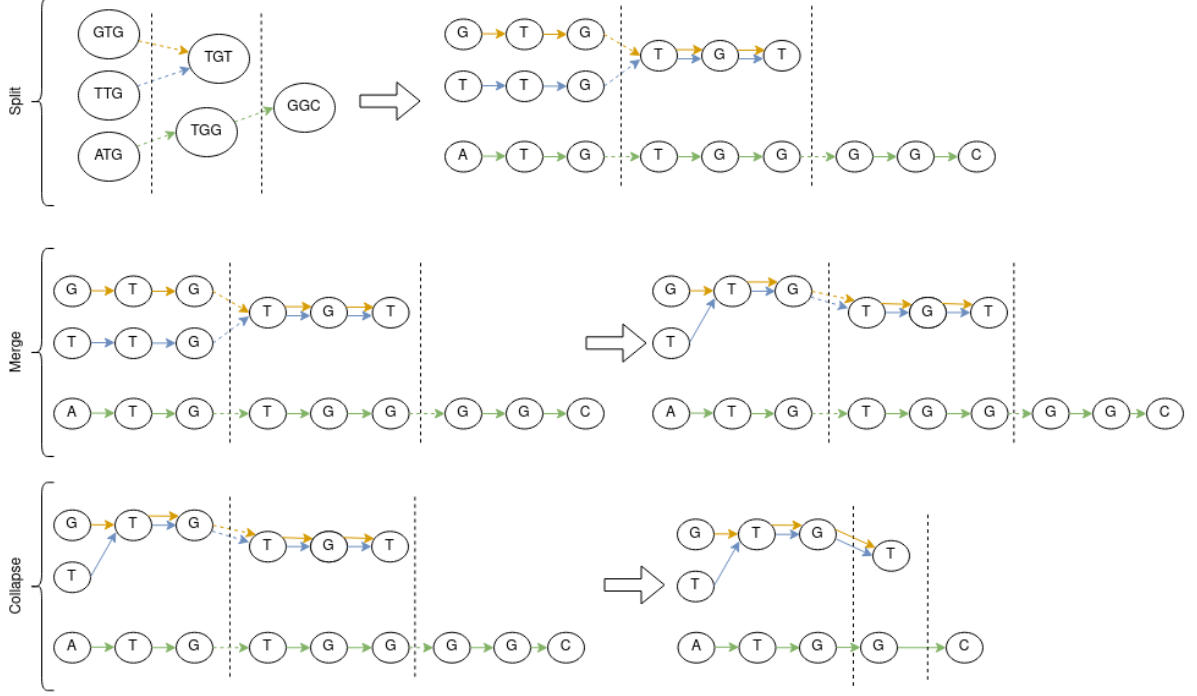 Split
GTG
TGT
TTG
GGC
TGG
ATG
G T G
T G T
T T G
A T G T G G G G C
Merge
G T G
T G T
T T G
A T G T G G G G C
G T G
T G T
T
A T G T G G G G C
Collapse
G T G
T G T
T
A T G T G G G G C
G T G
T
T
A T G G C